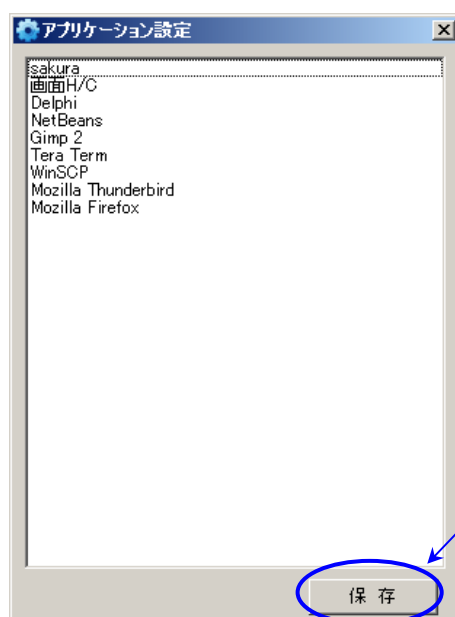 アプリケーション設定
sakura
画面H/C
Delphi
NetBeans
Gimp 2
Tera Term
WinSCP
Mozilla Thunderbird
Mozilla Firefox
保 存